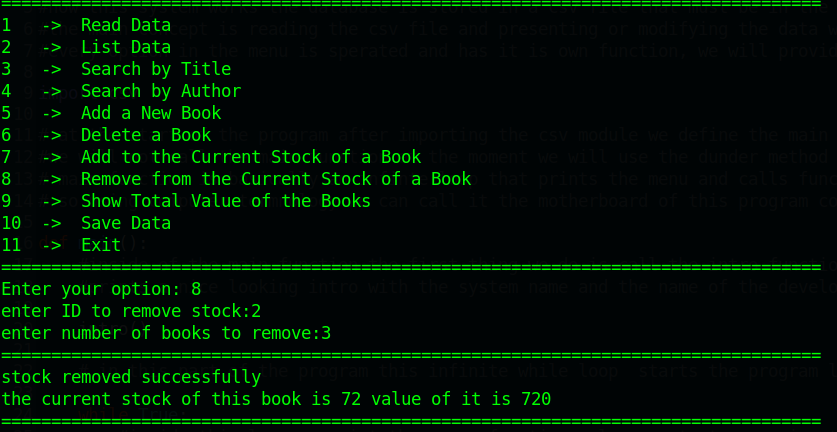 ================================================================================
1   ->  Read Data
2   ->  List Data
3   ->  Search by Title
4   ->  Search by Author
5   ->  Add a New Book
6   ->  Delete a Book
7   ->  Add to the Current Stock of a Book
8   ->  Remove from the Current Stock of a Book
9   ->  Show Total Value of the Books
10  ->  Save Data
11  ->  Exit
================================================================================
Enter your option: 8
enter ID to remove stock:2
enter number of books to remove:3
================================================================================
stock removed successfully
the current stock of this book is 72 value of it is 720
================================================================================